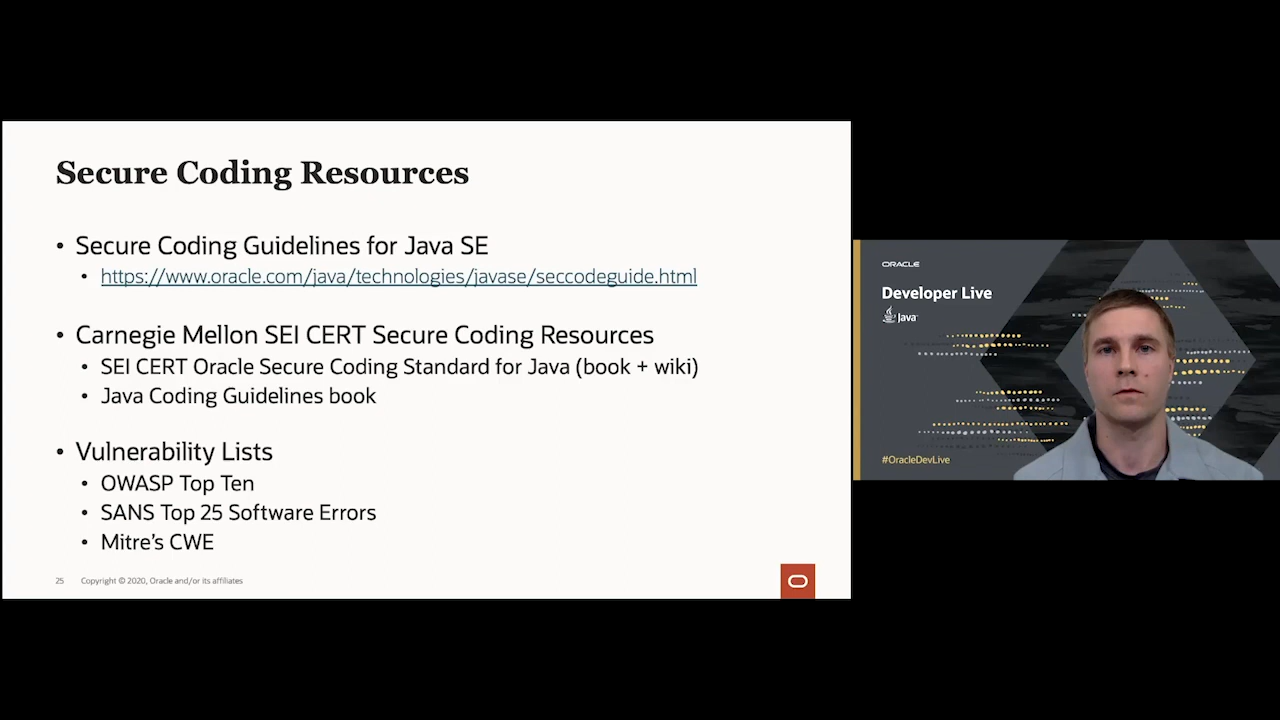 Secure Coding Resources
• Secure Coding Guidelines for Java SE
• https://www.oracle.com/java/technologies/javase/seccodeguide.html
• Carnegie Mellon SEI CERT Secure Coding Resources
• SEI CERT Oracle Secure Coding Standard for Java (book + wiki)
• Java Coding Guidelines book
• Vulnerability Lists
• OWASP Top Ten
• SANS Top 25 Software Errors
• Mitre’s CWE
25 Copyright © 2020, Oracle and/or its affiliates
ORACLE
Developer Live
Java
#OracleDevLive